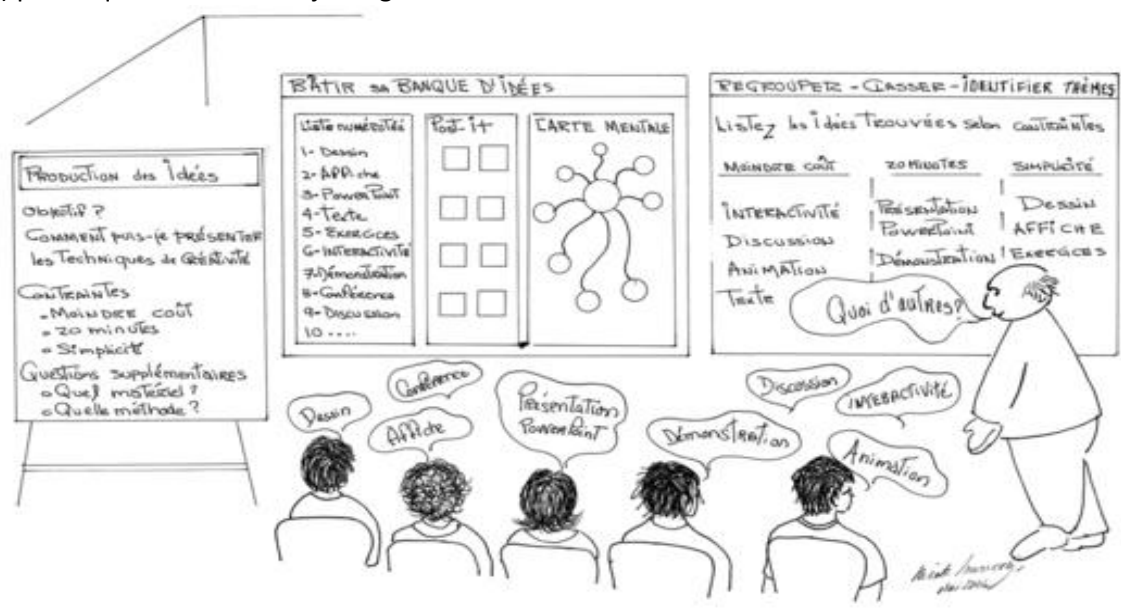 PRODUCTION des Idées
Objectif ?
COMMENT puis-je PRÉSENTER
les Techniques de CRÉATIVITÉ
CONTRAINTES
MOINDRE COÛT
20 minutes
Simplicité
Questions supplémentaires
Quel matériel ?
Quelle méthode ?
BÂTIR SA BANQUE D'IDÉES
Liste numérotée
1- Dessin
2- Affiche
3- PowerPoint
4- Texte
5- Exercices
6- INTERACTIVITÉ
7- Démonstration
8- Conférence
9- Discussion
10 ....
Post-it
CARTE MENTALE
REGROUPER - CLASSER - IDENTIFIER THÈMES
Listez les idées TROUVÉES selon CONTRAINTES
MOINDRE COÛT
INTERACTIVITÉ
DISCUSSION
ANIMATION
Texte
20 MINUTES
PRÉSENTATION
PowerPoint
Démonstration
SIMPLICITÉ
Dessin
AFFICHE
EXERCICES
Quoi d'autres?
Dessin
Conférence
Affiche
Présentation
PowerPoint
Démonstration
Discussion
INTERACTIVITÉ
Animation